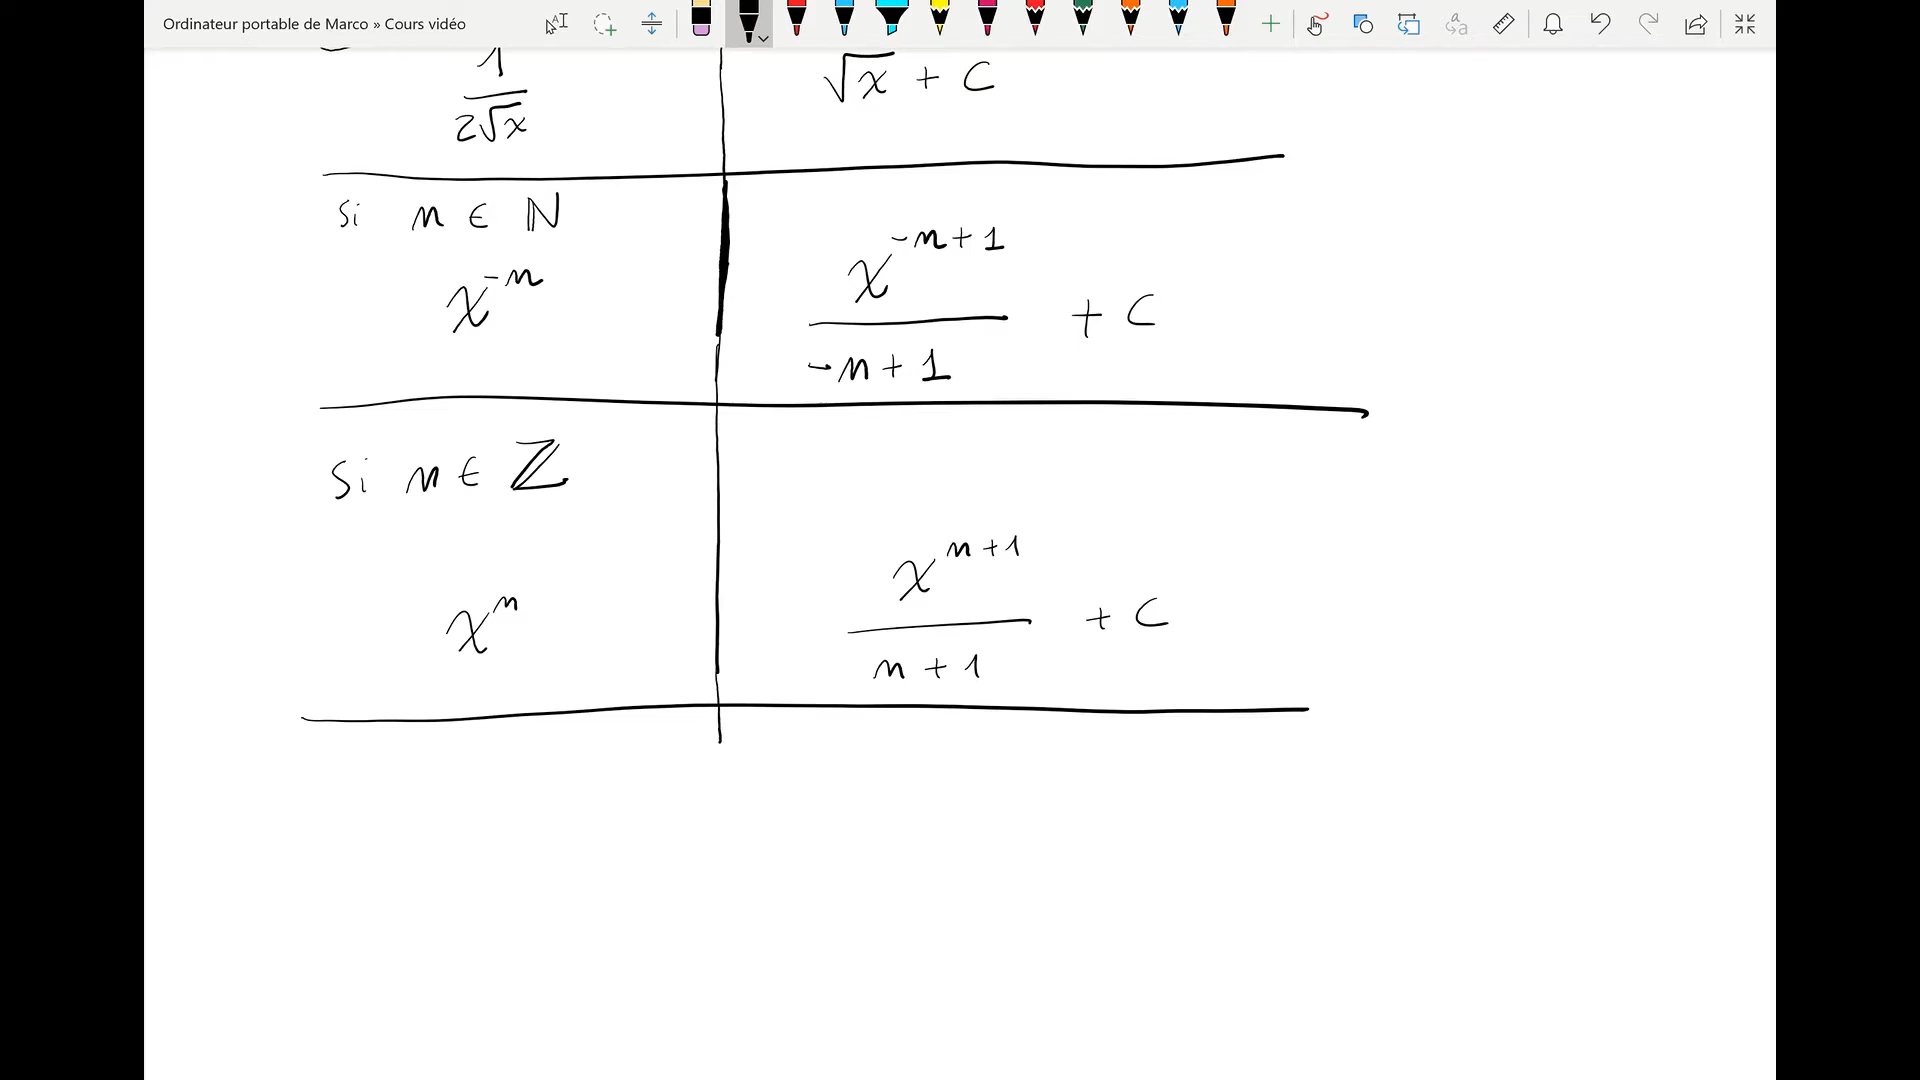 Ordinateur portable de Marco » Cours vidéo
1/(2√x) √x + C
Si n ∈ ℕ
x^(-n) x^(-n+1)/(-n+1) + C
Si n ∈ ℤ
x^n x^(n+1)/(n+1) + C